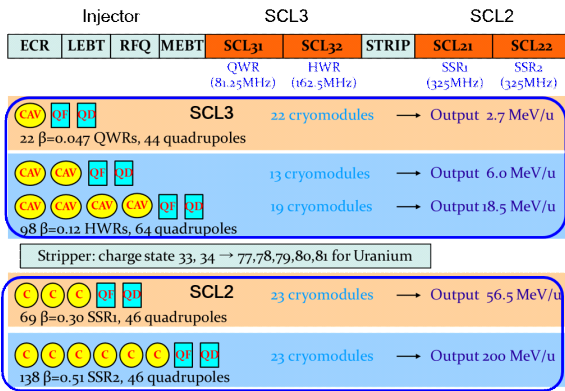 Injector SCL3 SCL2
ECR LEBT RFQ MEBT SCL31 SCL32 STRIP SCL21 SCL22
QWR HWR SSR1 SSR2
(81.25MHz) (162.5MHz) (325MHz) (325MHz)
CAV QF QD SCL3 22 cryomodules → Output 2.7 MeV/u
22 β=0.047 QWRs, 44 quadrupoles
CAV CAV QF QD 13 cryomodules → Output 6.0 MeV/u
CAV CAV CAV CAV QF QD 19 cryomodules → Output 18.5 MeV/u
98 β=0.12 HWRs, 64 quadrupoles
Stripper: charge state 33, 34 → 77,78,79,80,81 for Uranium
C C C QF QD SCL2 23 cryomodules → Output 56.5 MeV/u
69 β=0.30 SSR1, 46 quadrupoles
C C C C C C QF QD 23 cryomodules → Output 200 MeV/u
138 β=0.51 SSR2, 46 quadrupoles